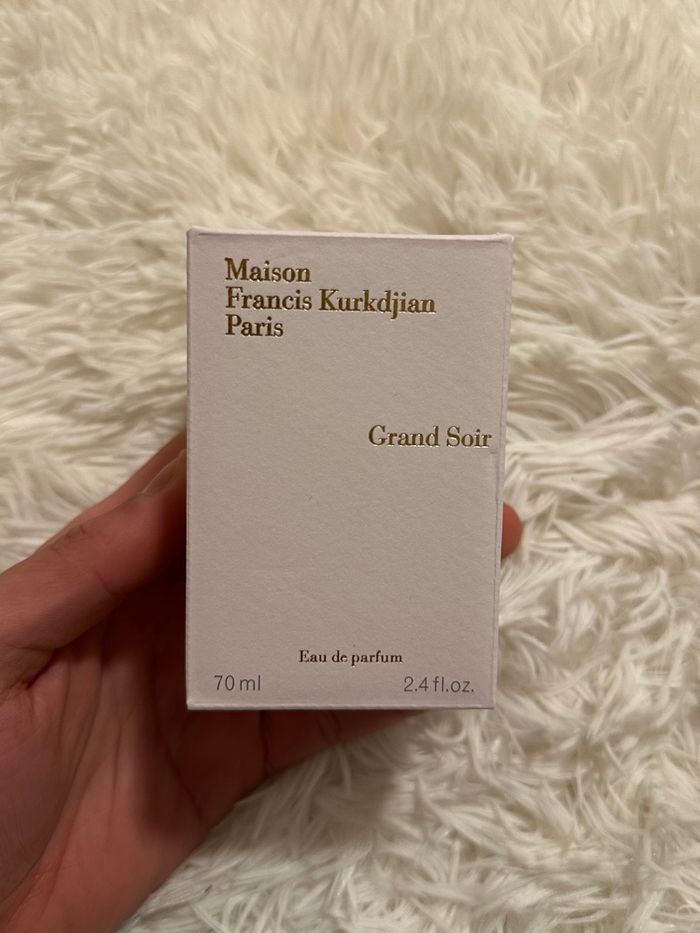 Maison
Francis Kurkdjian
Paris
Grand Soir
Eau de parfum
70 ml 2.4 fl.oz.